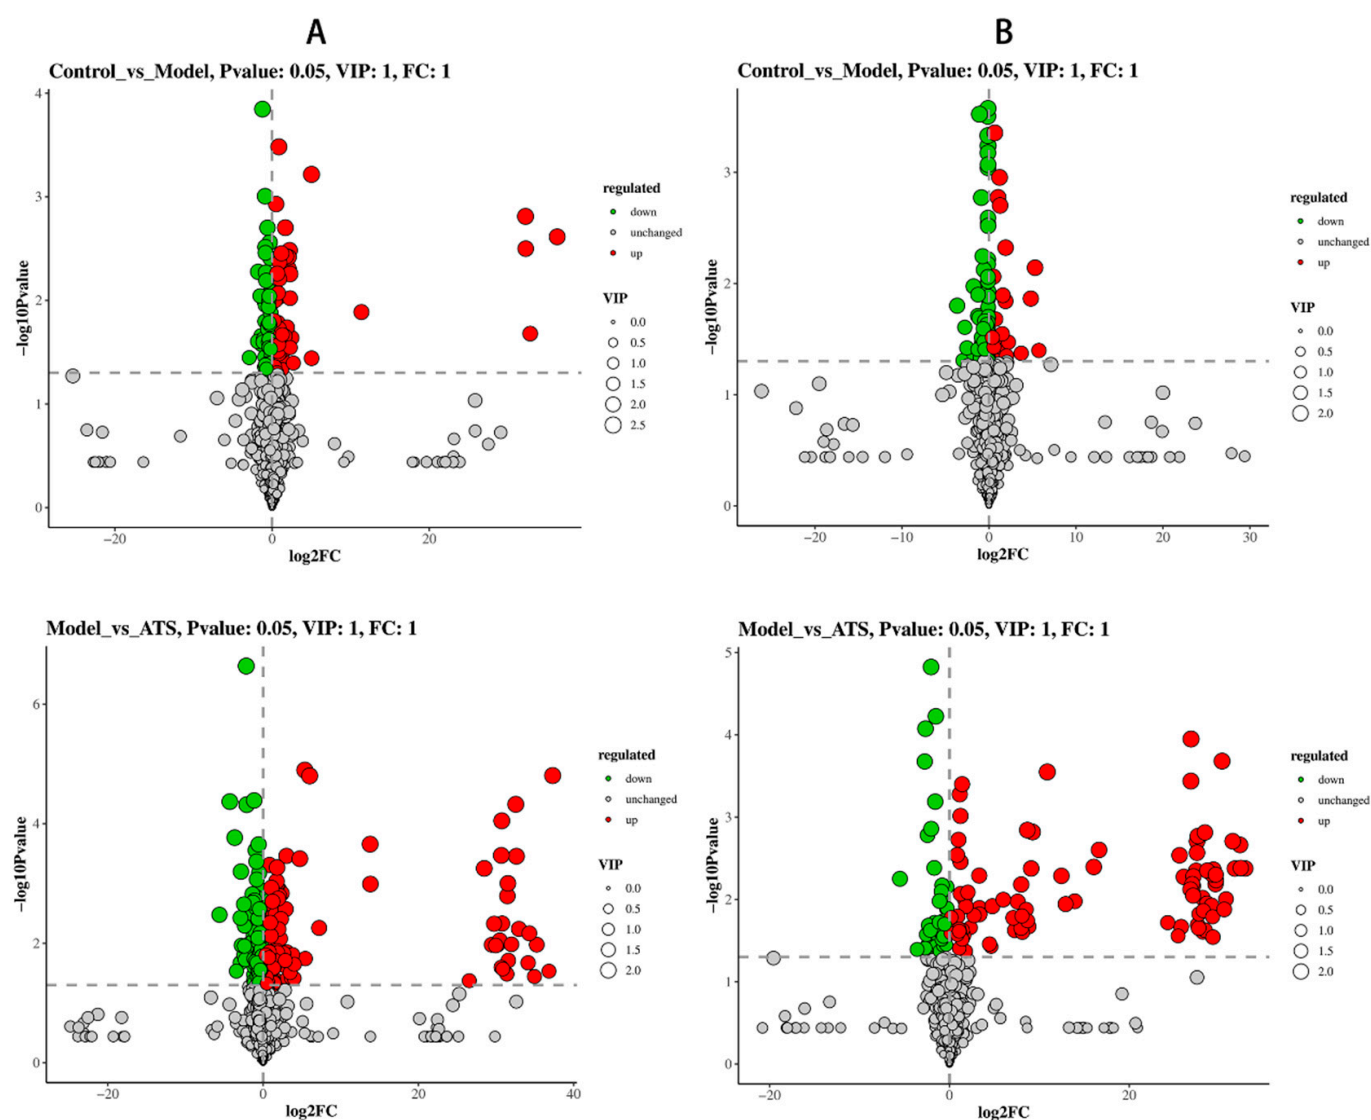 A
Control_vs_Model, Pvalue: 0.05, VIP: 1, FC: 1
4
3
2
1
0
−log10Pvalue
−20
0
20
log2FC
regulated
down
unchanged
up
VIP
0.0
0.5
1.0
1.5
2.0
2.5
B
Control_vs_Model, Pvalue: 0.05, VIP: 1, FC: 1
3
2
1
0
−log10Pvalue
−20
−10
0
10
20
30
log2FC
regulated
down
unchanged
up
VIP
0.0
0.5
1.0
1.5
2.0
Model_vs_ATS, Pvalue: 0.05, VIP: 1, FC: 1
6
4
2
0
−log10Pvalue
−20
0
20
40
log2FC
regulated
down
unchanged
up
VIP
0.0
0.5
1.0
1.5
2.0
Model_vs_ATS, Pvalue: 0.05, VIP: 1, FC: 1
5
4
3
2
1
0
−log10Pvalue
−20
0
20
log2FC
regulated
down
unchanged
up
VIP
0.0
0.5
1.0
1.5
2.0